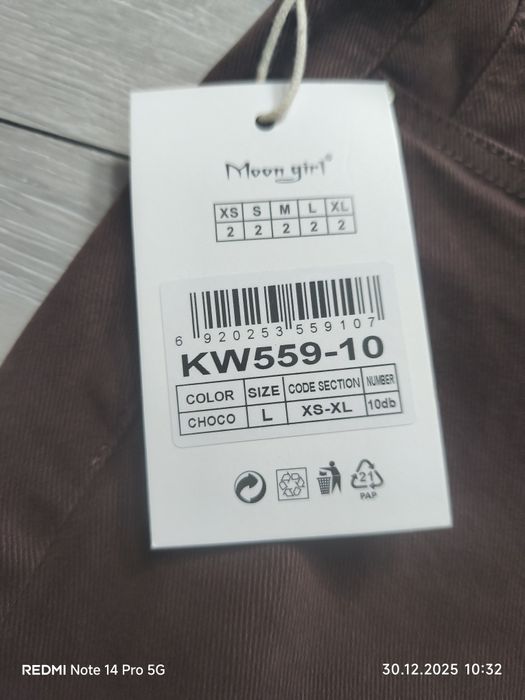 Moon girl®
XS S M L XL
2 2 2 2 2
6 920253 559107
KW559-10
COLOR SIZE CODE SECTION NUMBER
CHOCO L XS-XL 10db
21
PAP
REDMI Note 14 Pro 5G
30.12.2025 10:32